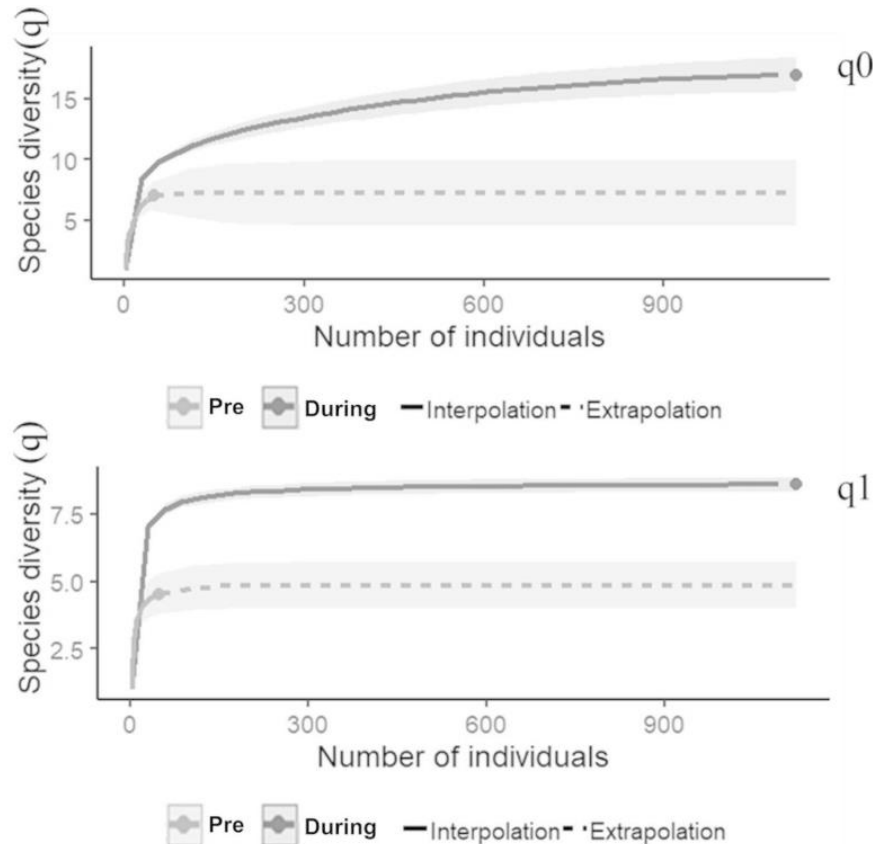 Species diversity(q)
q0
15
10
5
0 300 600 900
Number of individuals
Pre During Interpolation Extrapolation
Species diversity (q)
q1
7.5
5.0
2.5
0 300 600 900
Number of individuals
Pre During Interpolation Extrapolation